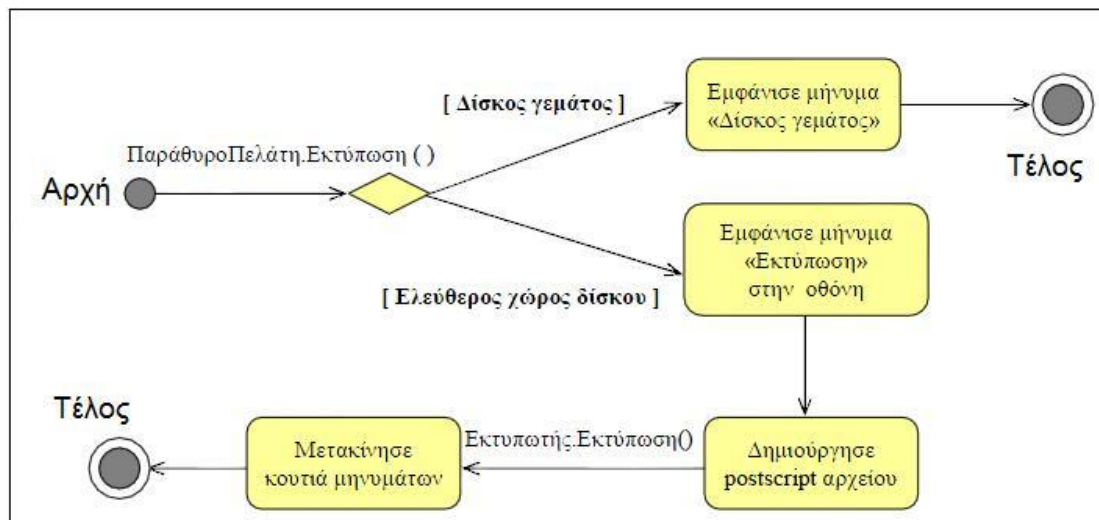 [ Δίσκος γεμάτος ]
Εμφάνισε μήνυμα
«Δίσκος γεμάτος»
Τέλος
ΠαράθυροΠελάτη.Εκτύπωση ( )
Αρχή
Εμφάνισε μήνυμα
«Εκτύπωση»
στην οθόνη
[ Ελεύθερος χώρος δίσκου ]
Τέλος
Μετακίνησε
κουτιά μηνυμάτων
Εκτυπωτής.Εκτύπωση()
Δημιούργησε
postscript αρχείου